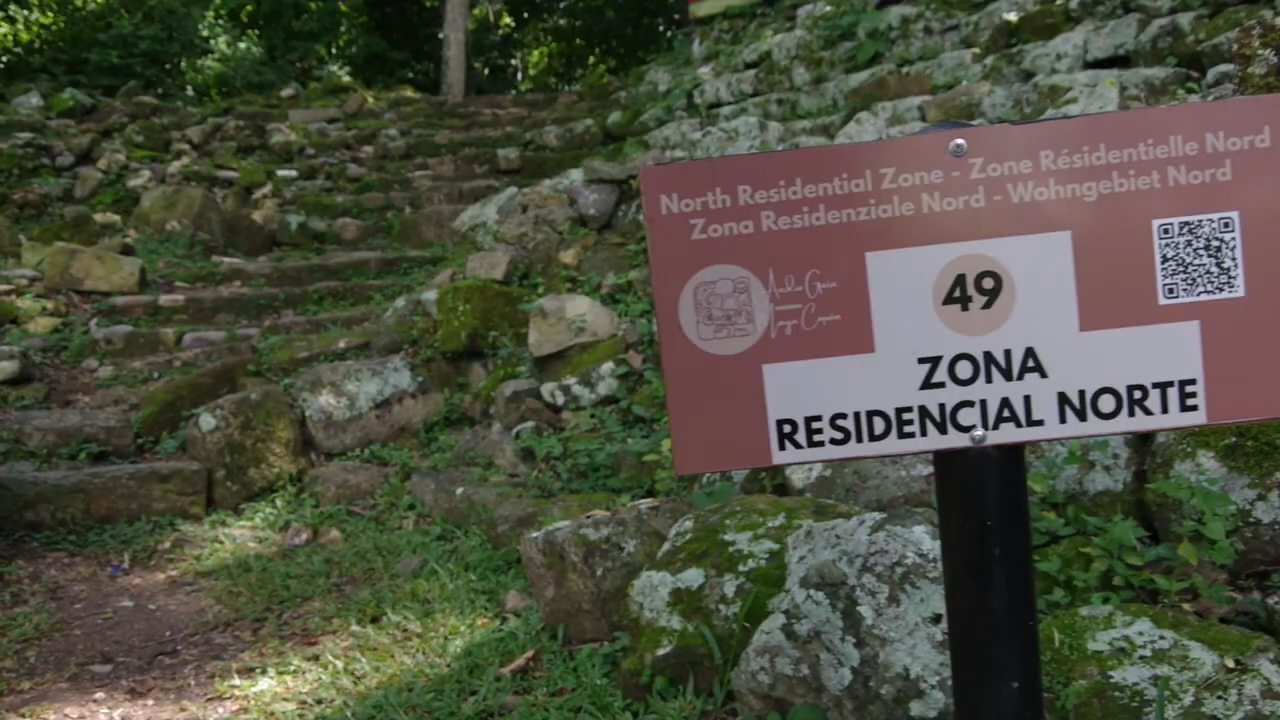 North Residential Zone - Zone Résidentielle Nord
Zona Residenziale Nord - Wohngebiet Nord
49
ZONA
RESIDENCIAL NORTE